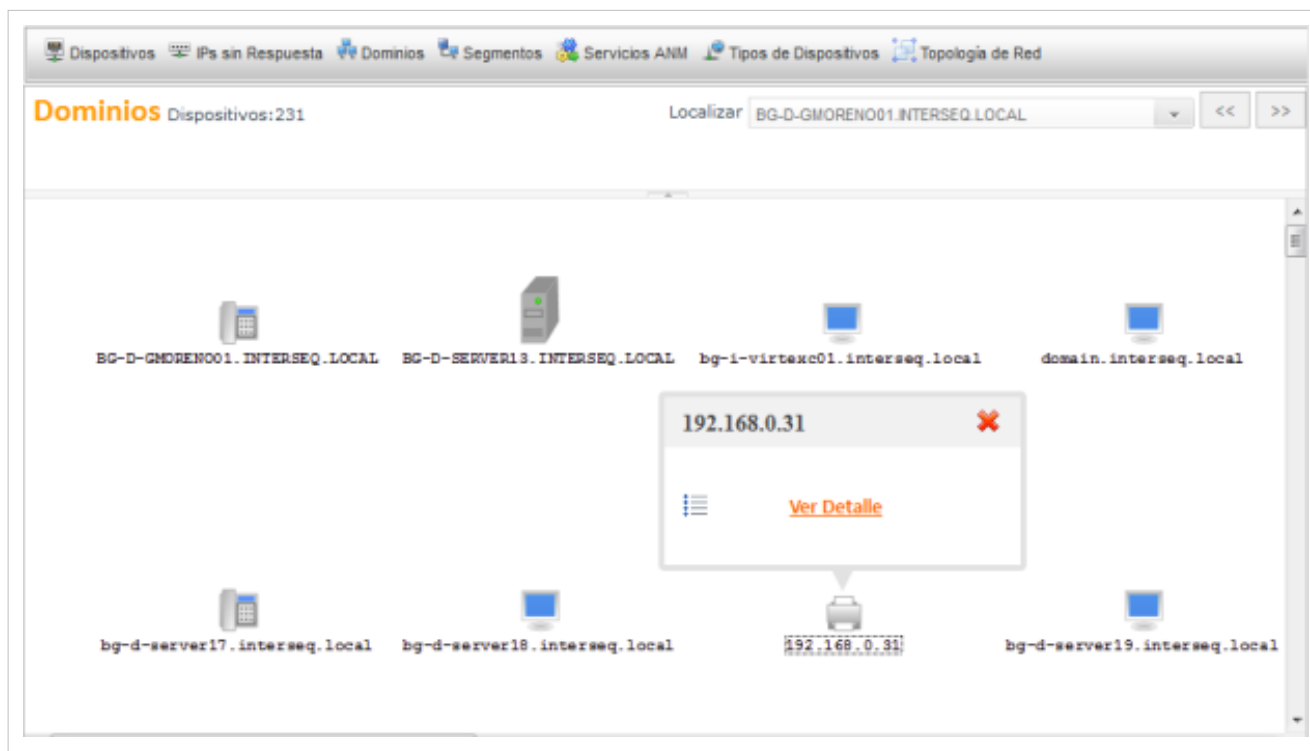 Dispositivos IPs sin Respuesta Dominios Segmentos Servicios ANM Tipos de Dispositivos Topología de Red
Dominios Dispositivos:231 Localizar BG-D-GMORENO01.INTERSEQ.LOCAL << >>
BG-D-GMORENO01.INTERSEQ.LOCAL BG-D-SERVER13.INTERSEQ.LOCAL bg-i-virtexc01.interseq.local domain.interseq.local
192.168.0.31
Ver Detalle
bg-d-server17.interseq.local bg-d-server18.interseq.local 192.168.0.31 bg-d-server19.interseq.local